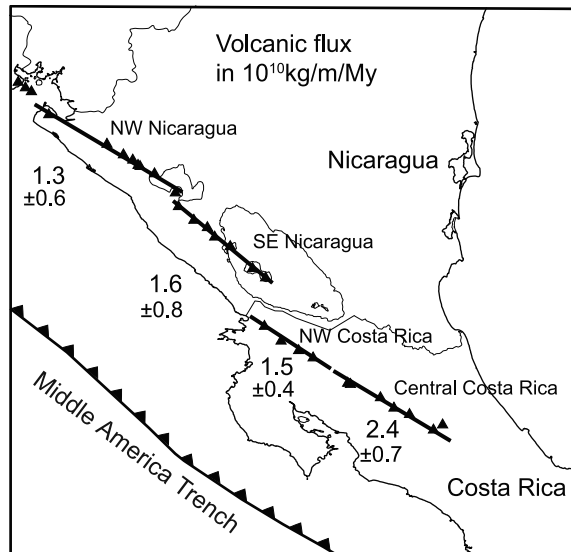 Volcanic flux
in 10¹⁰kg/m/My
NW Nicaragua
Nicaragua
1.3
±0.6
SE Nicaragua
1.6
±0.8
NW Costa Rica
1.5
±0.4
Central Costa Rica
2.4
±0.7
Middle America Trench
Costa Rica